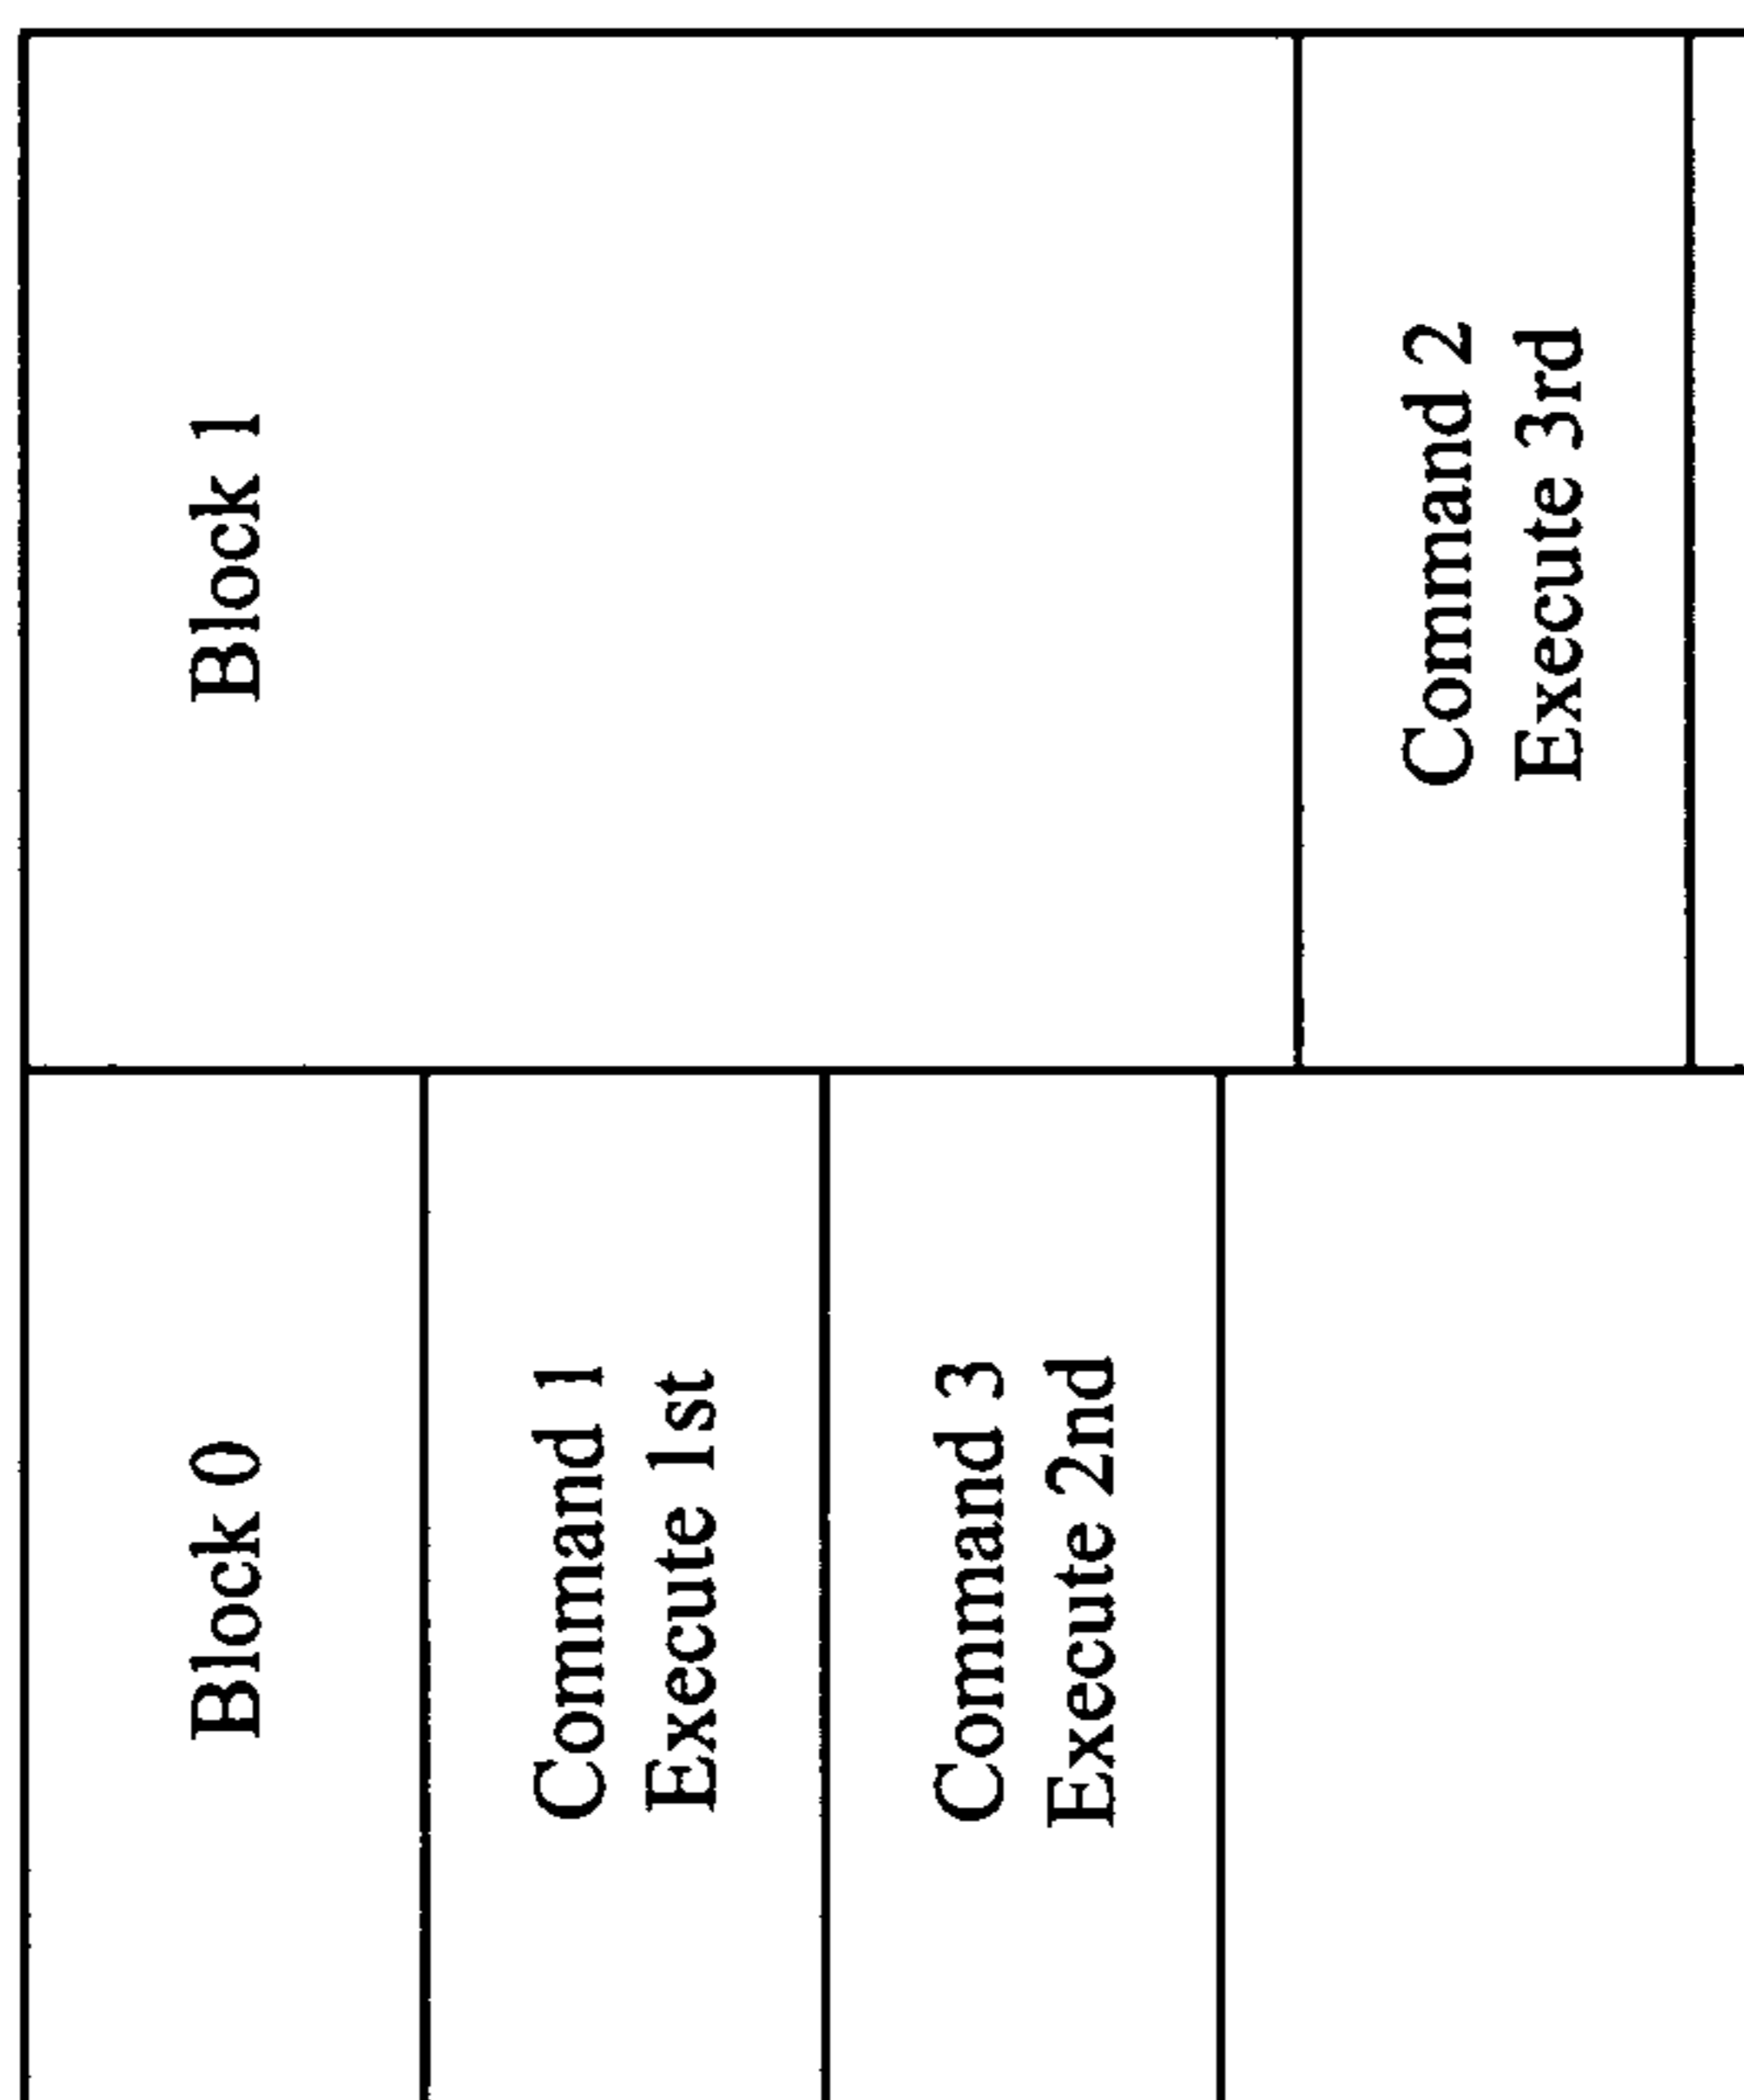 Block 0
Block 1
Command 1
Execute 1st
Command 3
Execute 2nd
Command 2
Execute 3rd